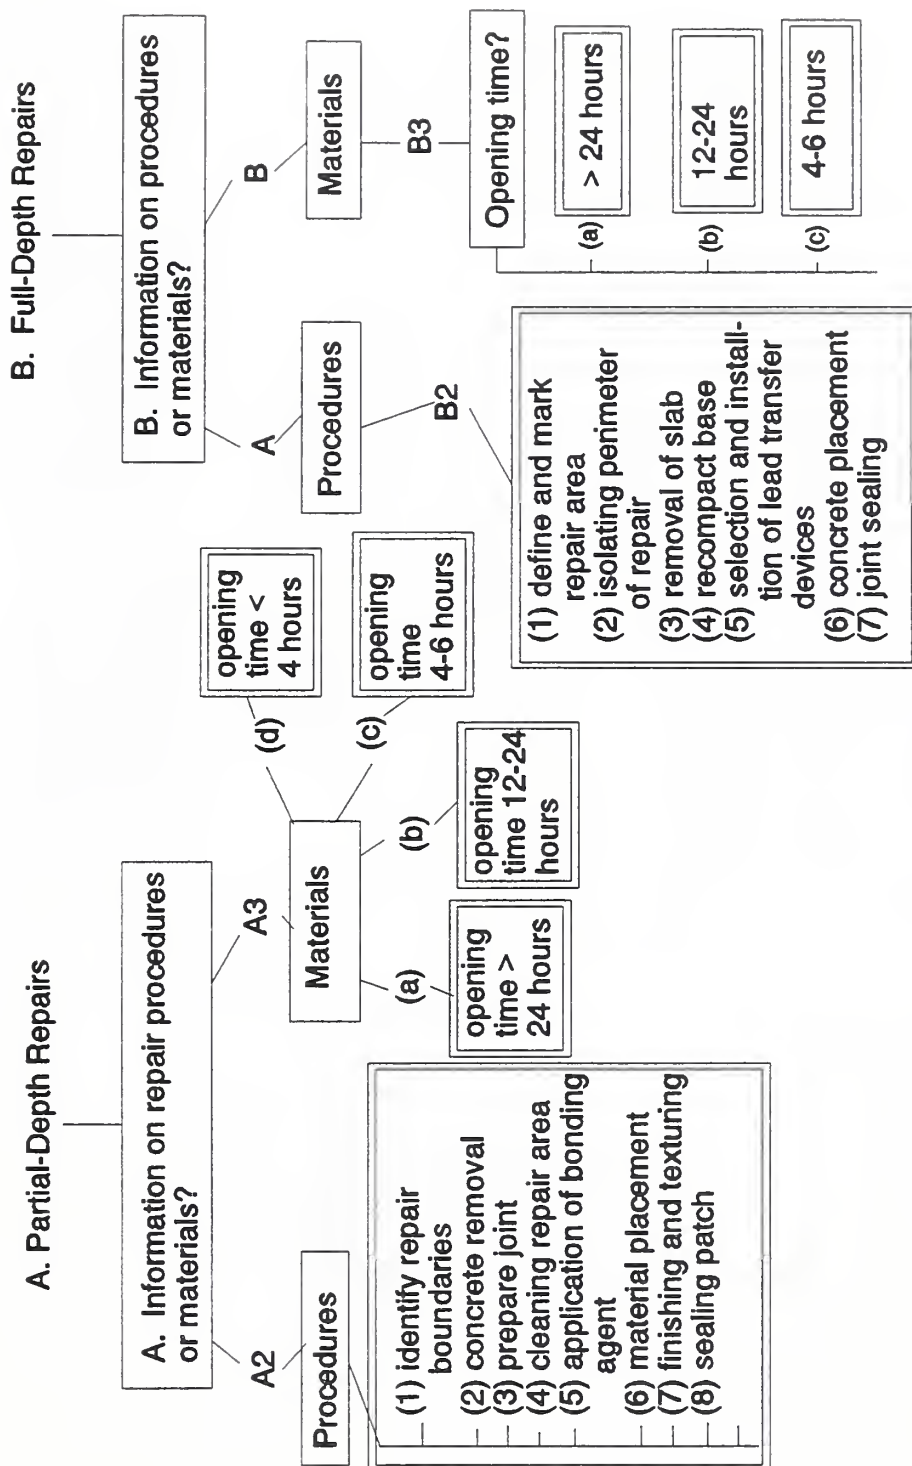 A. Partial-Depth Repairs
A. Information on repair procedures
or materials?
A2
Procedures
(1) identify repair
boundaries
(2) concrete removal
(3) prepare joint
(4) cleaning repair area
(5) application of bonding
agent
(6) material placement
(7) finishing and texturing
(8) sealing patch
A3
Materials
(a)
opening
time >
24 hours
(b)
opening
time 12-24
hours
(c)
opening
time
4-6 hours
(d)
opening
time <
4 hours
B. Full-Depth Repairs
B. Information on procedures
or materials?
A
Procedures
B2
(1) define and mark
repair area
(2) isolating perimeter
of repair
(3) removal of slab
(4) recompact base
(5) selection and install-
tion of lead transfer
devices
(6) concrete placement
(7) joint sealing
B
Materials
B3
Opening time?
(a)
> 24 hours
(b)
12-24
hours
(c)
4-6 hours